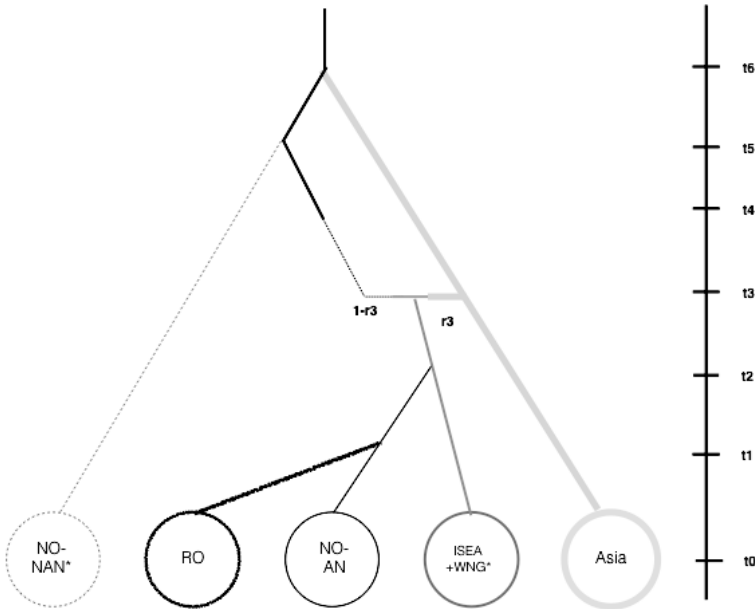 t6
t5
t4
t3
1-r3
r3
t2
t1
NO-
NAN*
RO
NO-
AN
ISEA
+WNG*
Asia
t0